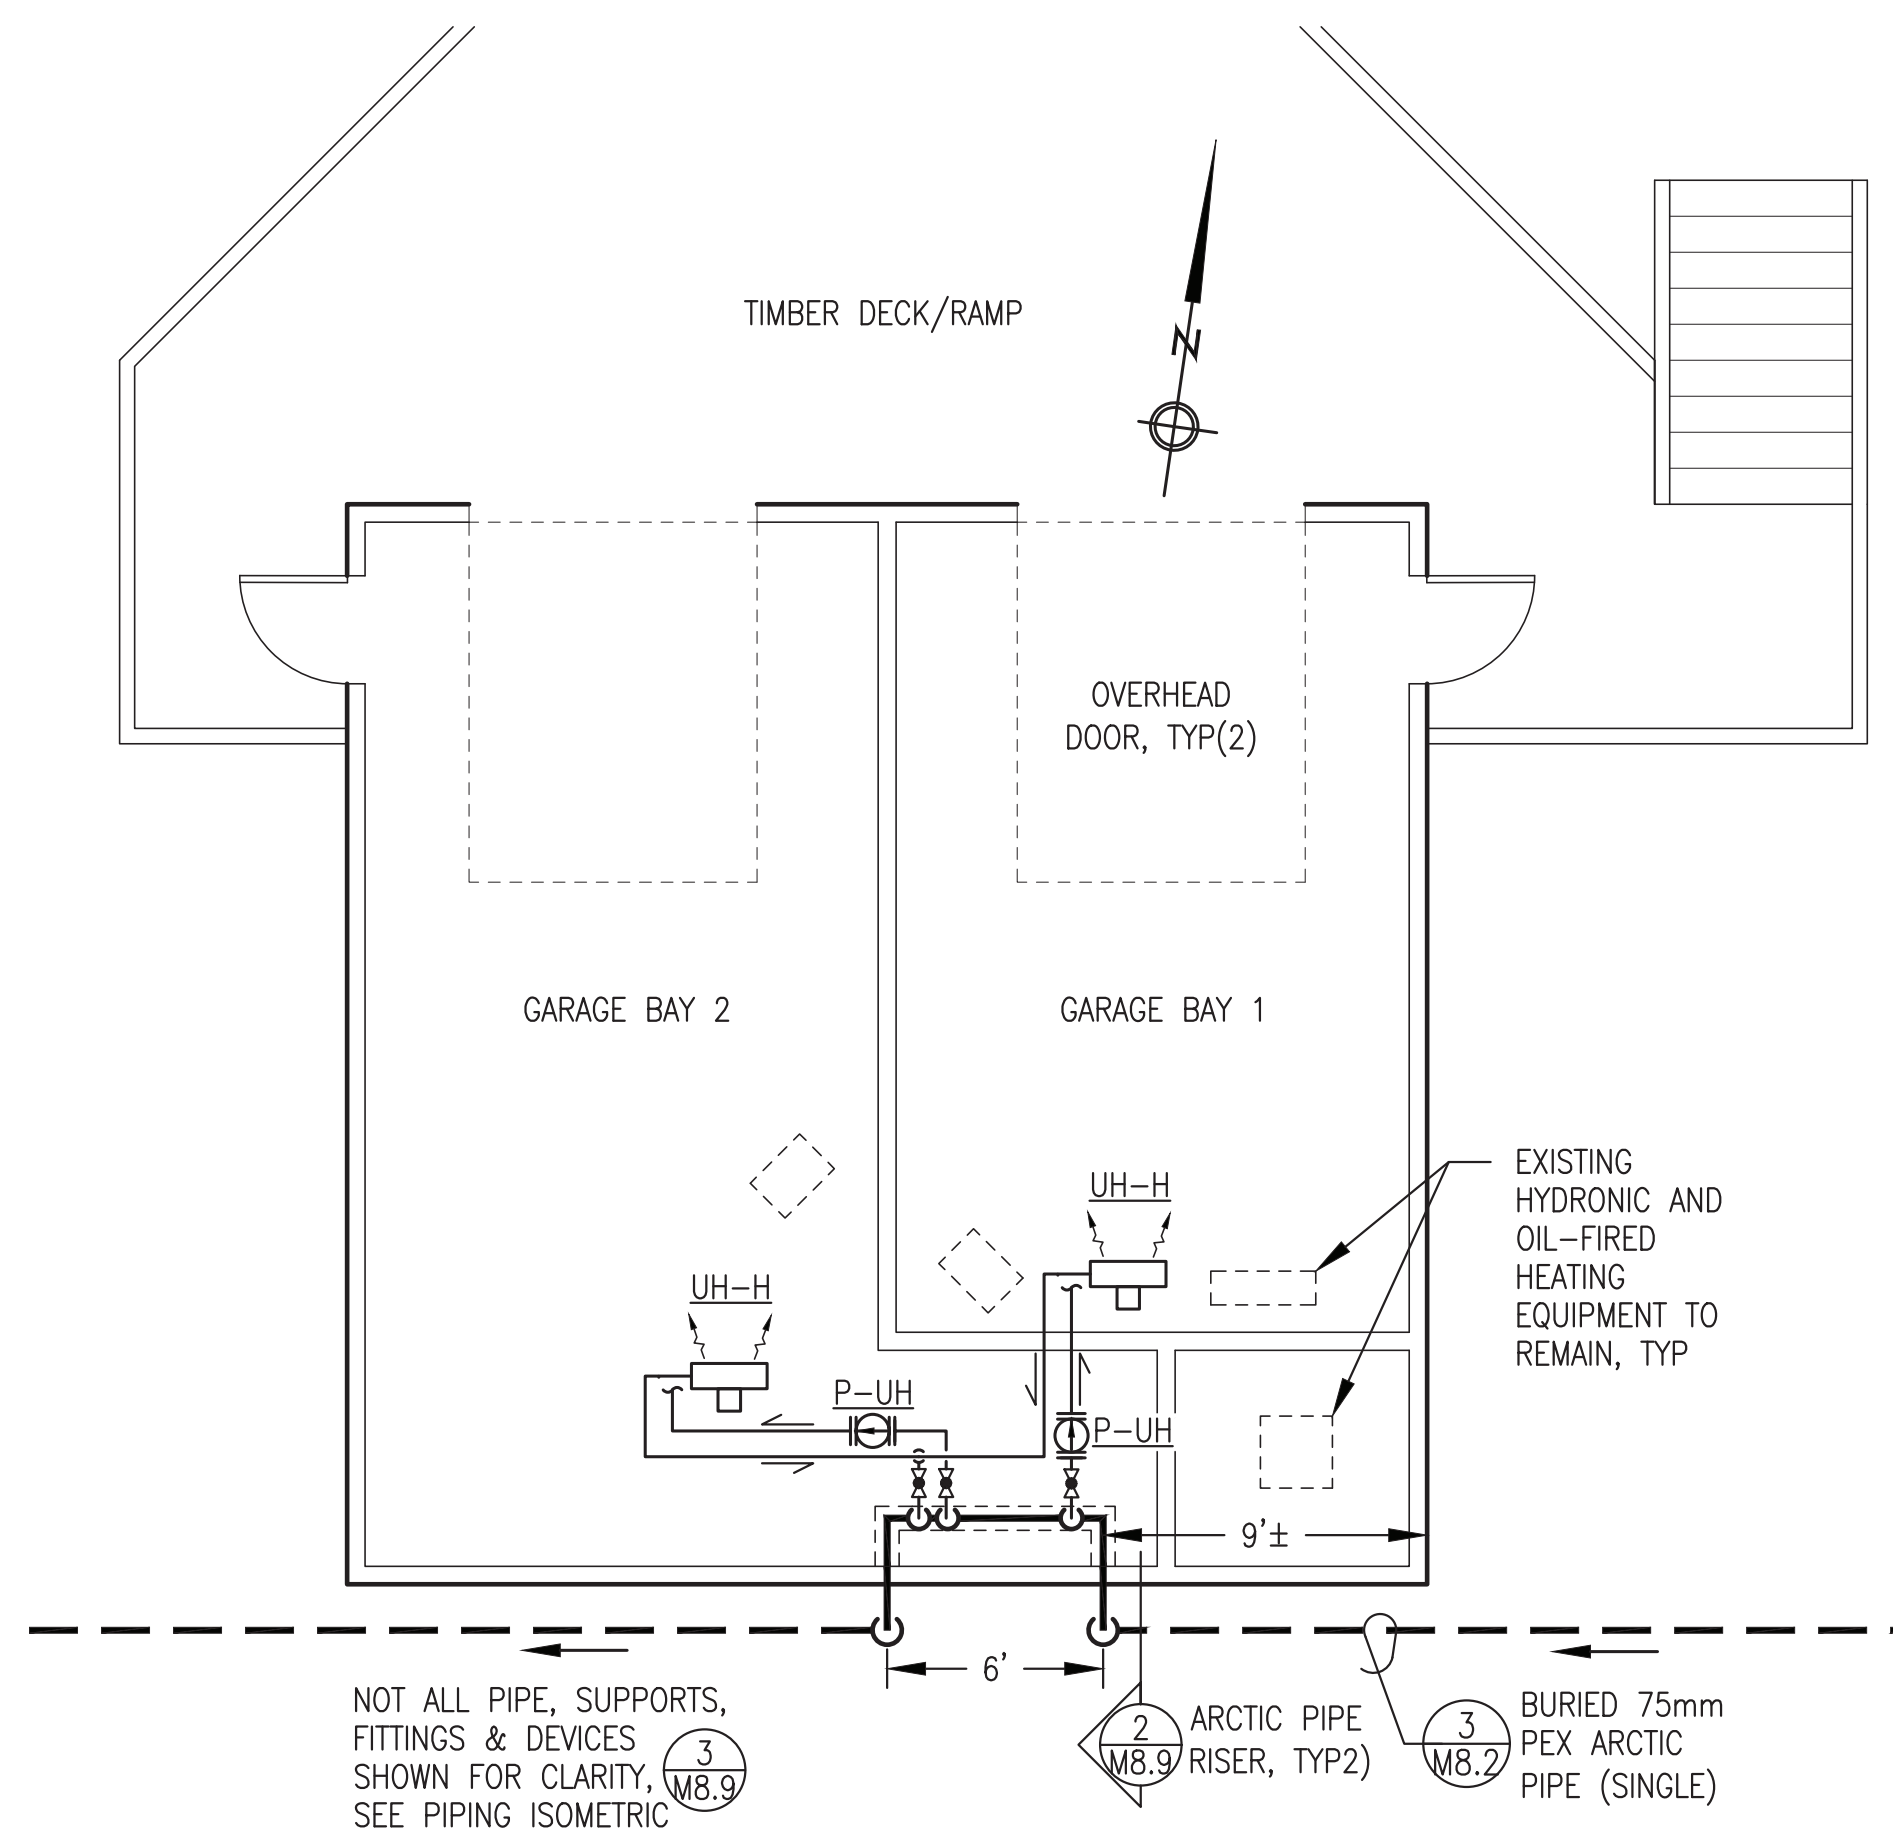 TIMBER DECK/RAMP
N
OVERHEAD
DOOR, TYP(2)
GARAGE BAY 2
GARAGE BAY 1
UH-H
UH-H
P-UH
P-UH
EXISTING
HYDRONIC AND
OIL-FIRED
HEATING
EQUIPMENT TO
REMAIN, TYP
9'±
6'
NOT ALL PIPE, SUPPORTS,
FITTINGS & DEVICES
SHOWN FOR CLARITY,
SEE PIPING ISOMETRIC
3
M8.9
2
M8.9
ARCTIC PIPE
RISER, TYP2)
3
M8.2
BURIED 75mm
PEX ARCTIC
PIPE (SINGLE)